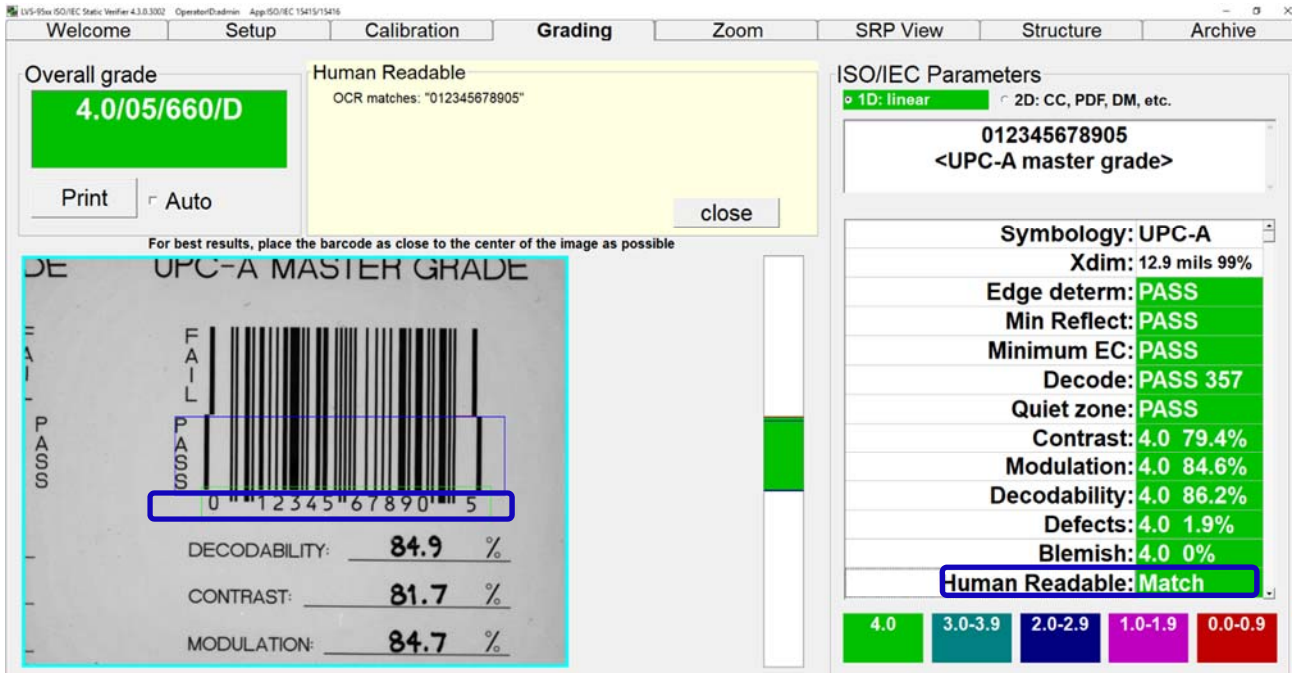 LVS-95xx ISO/IEC Static Verifier 4.3.0.3002 Operator:D:admin App:ISO/IEC 15415/15416
Welcome Setup Calibration Grading Zoom SRP View Structure Archive
Overall grade
4.0/05/660/D
Print Auto
Human Readable
OCR matches: "012345678905"
close
For best results, place the barcode as close to the center of the image as possible
DE UPC-A MASTER GRADE
FAIL
FAIL
PASS
PASS
0 12345 67890 5
DECODABILITY: 84.9 %
CONTRAST: 81.7 %
MODULATION: 84.7 %
ISO/IEC Parameters
1D: linear 2D: CC, PDF, DM, etc.
012345678905
<UPC-A master grade>
Symbology: UPC-A
Xdim: 12.9 mils 99%
Edge determ: PASS
Min Reflect: PASS
Minimum EC: PASS
Decode: PASS 357
Quiet zone: PASS
Contrast: 4.0 79.4%
Modulation: 4.0 84.6%
Decodability: 4.0 86.2%
Defects: 4.0 1.9%
Blemish: 4.0 0%
Human Readable: Match
4.0 3.0-3.9 2.0-2.9 1.0-1.9 0.0-0.9